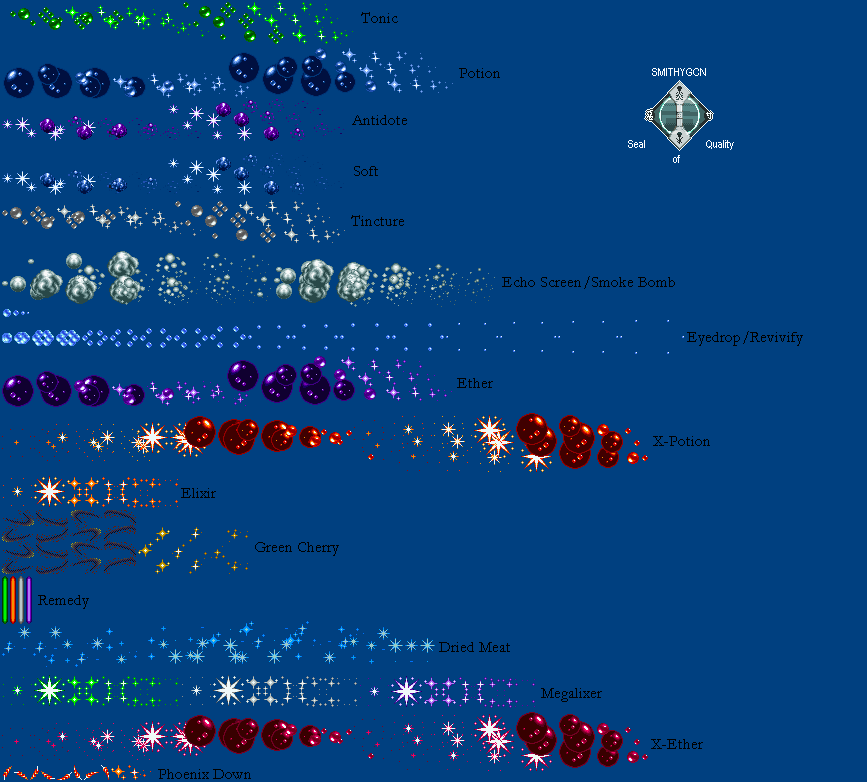 Tonic
Potion
SMITHYGCN
Antidote
Seal of Quality
Soft
Tincture
Echo Screen/Smoke Bomb
Eyedrop/Revivify
Ether
X-Potion
Elixir
Green Cherry
Remedy
Dried Meat
Megalixer
X-Ether
Phoenix Down